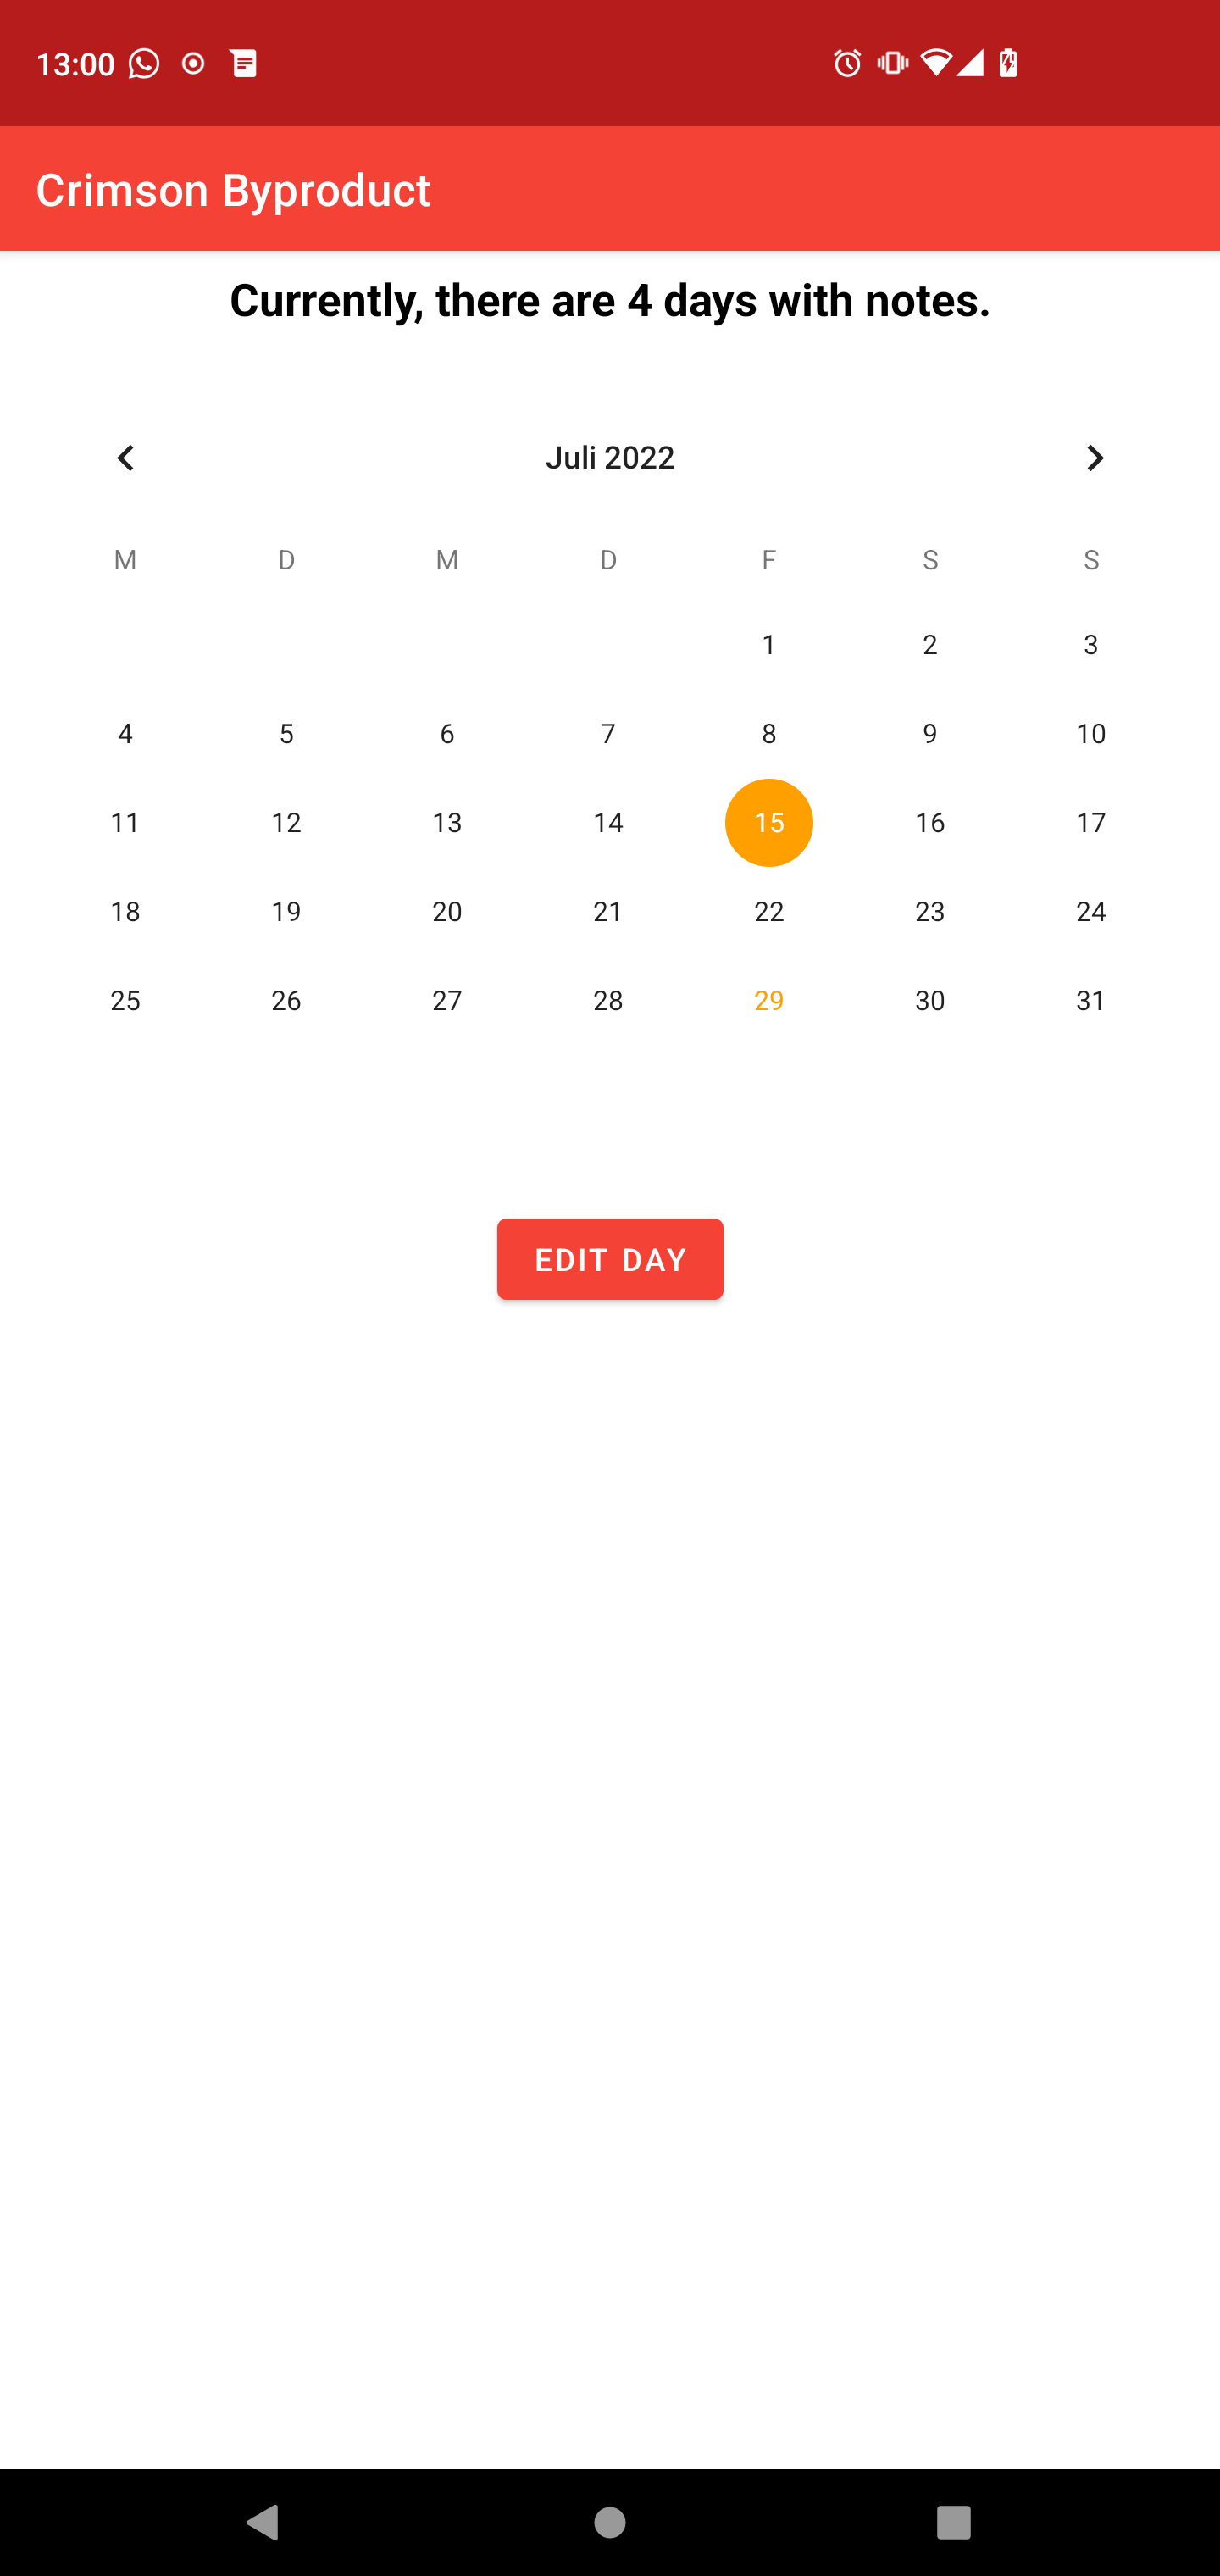 13:00
Crimson Byproduct
Currently, there are 4 days with notes.
Juli 2022
M D M D F S S
1 2 3
4 5 6 7 8 9 10
11 12 13 14 15 16 17
18 19 20 21 22 23 24
25 26 27 28 29 30 31
EDIT DAY